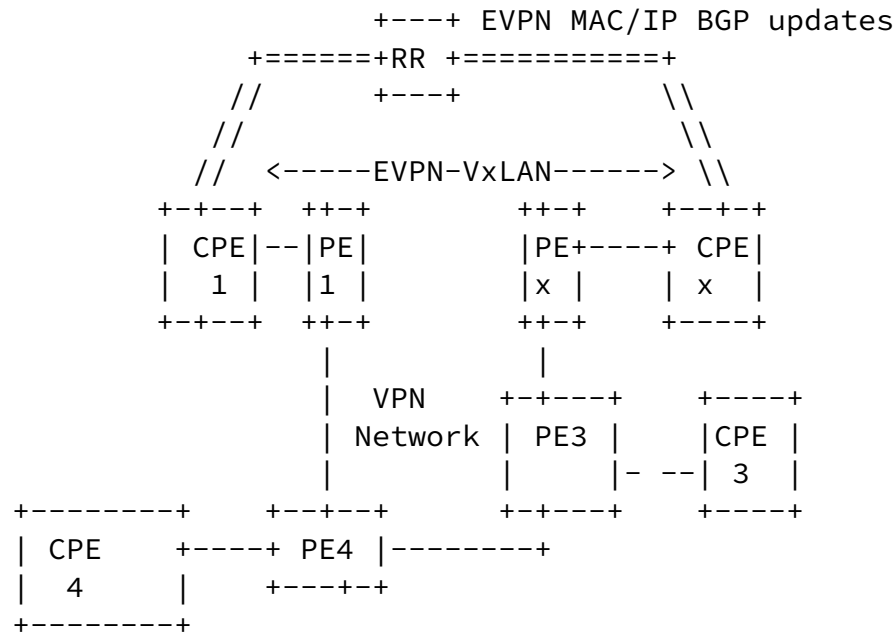 +---+ EVPN MAC/IP BGP updates
+======+RR +===========+
// +---+ \\
// \\
// <-----EVPN-VxLAN------> \\
+-+--+ ++-+ ++-+ +--+-+
| CPE|--|PE| |PE+----+ CPE|
| 1 | |1 | |x | | x |
+-+--+ ++-+ ++-+ +----+
| |
| VPN +-+---+ +----+
| Network | PE3 | |CPE |
| | |- --| 3 |
+--------+ +--+--+ +-+---+ +----+
| CPE +----+ PE4 |--------+
| 4 | +---+-+
+--------+